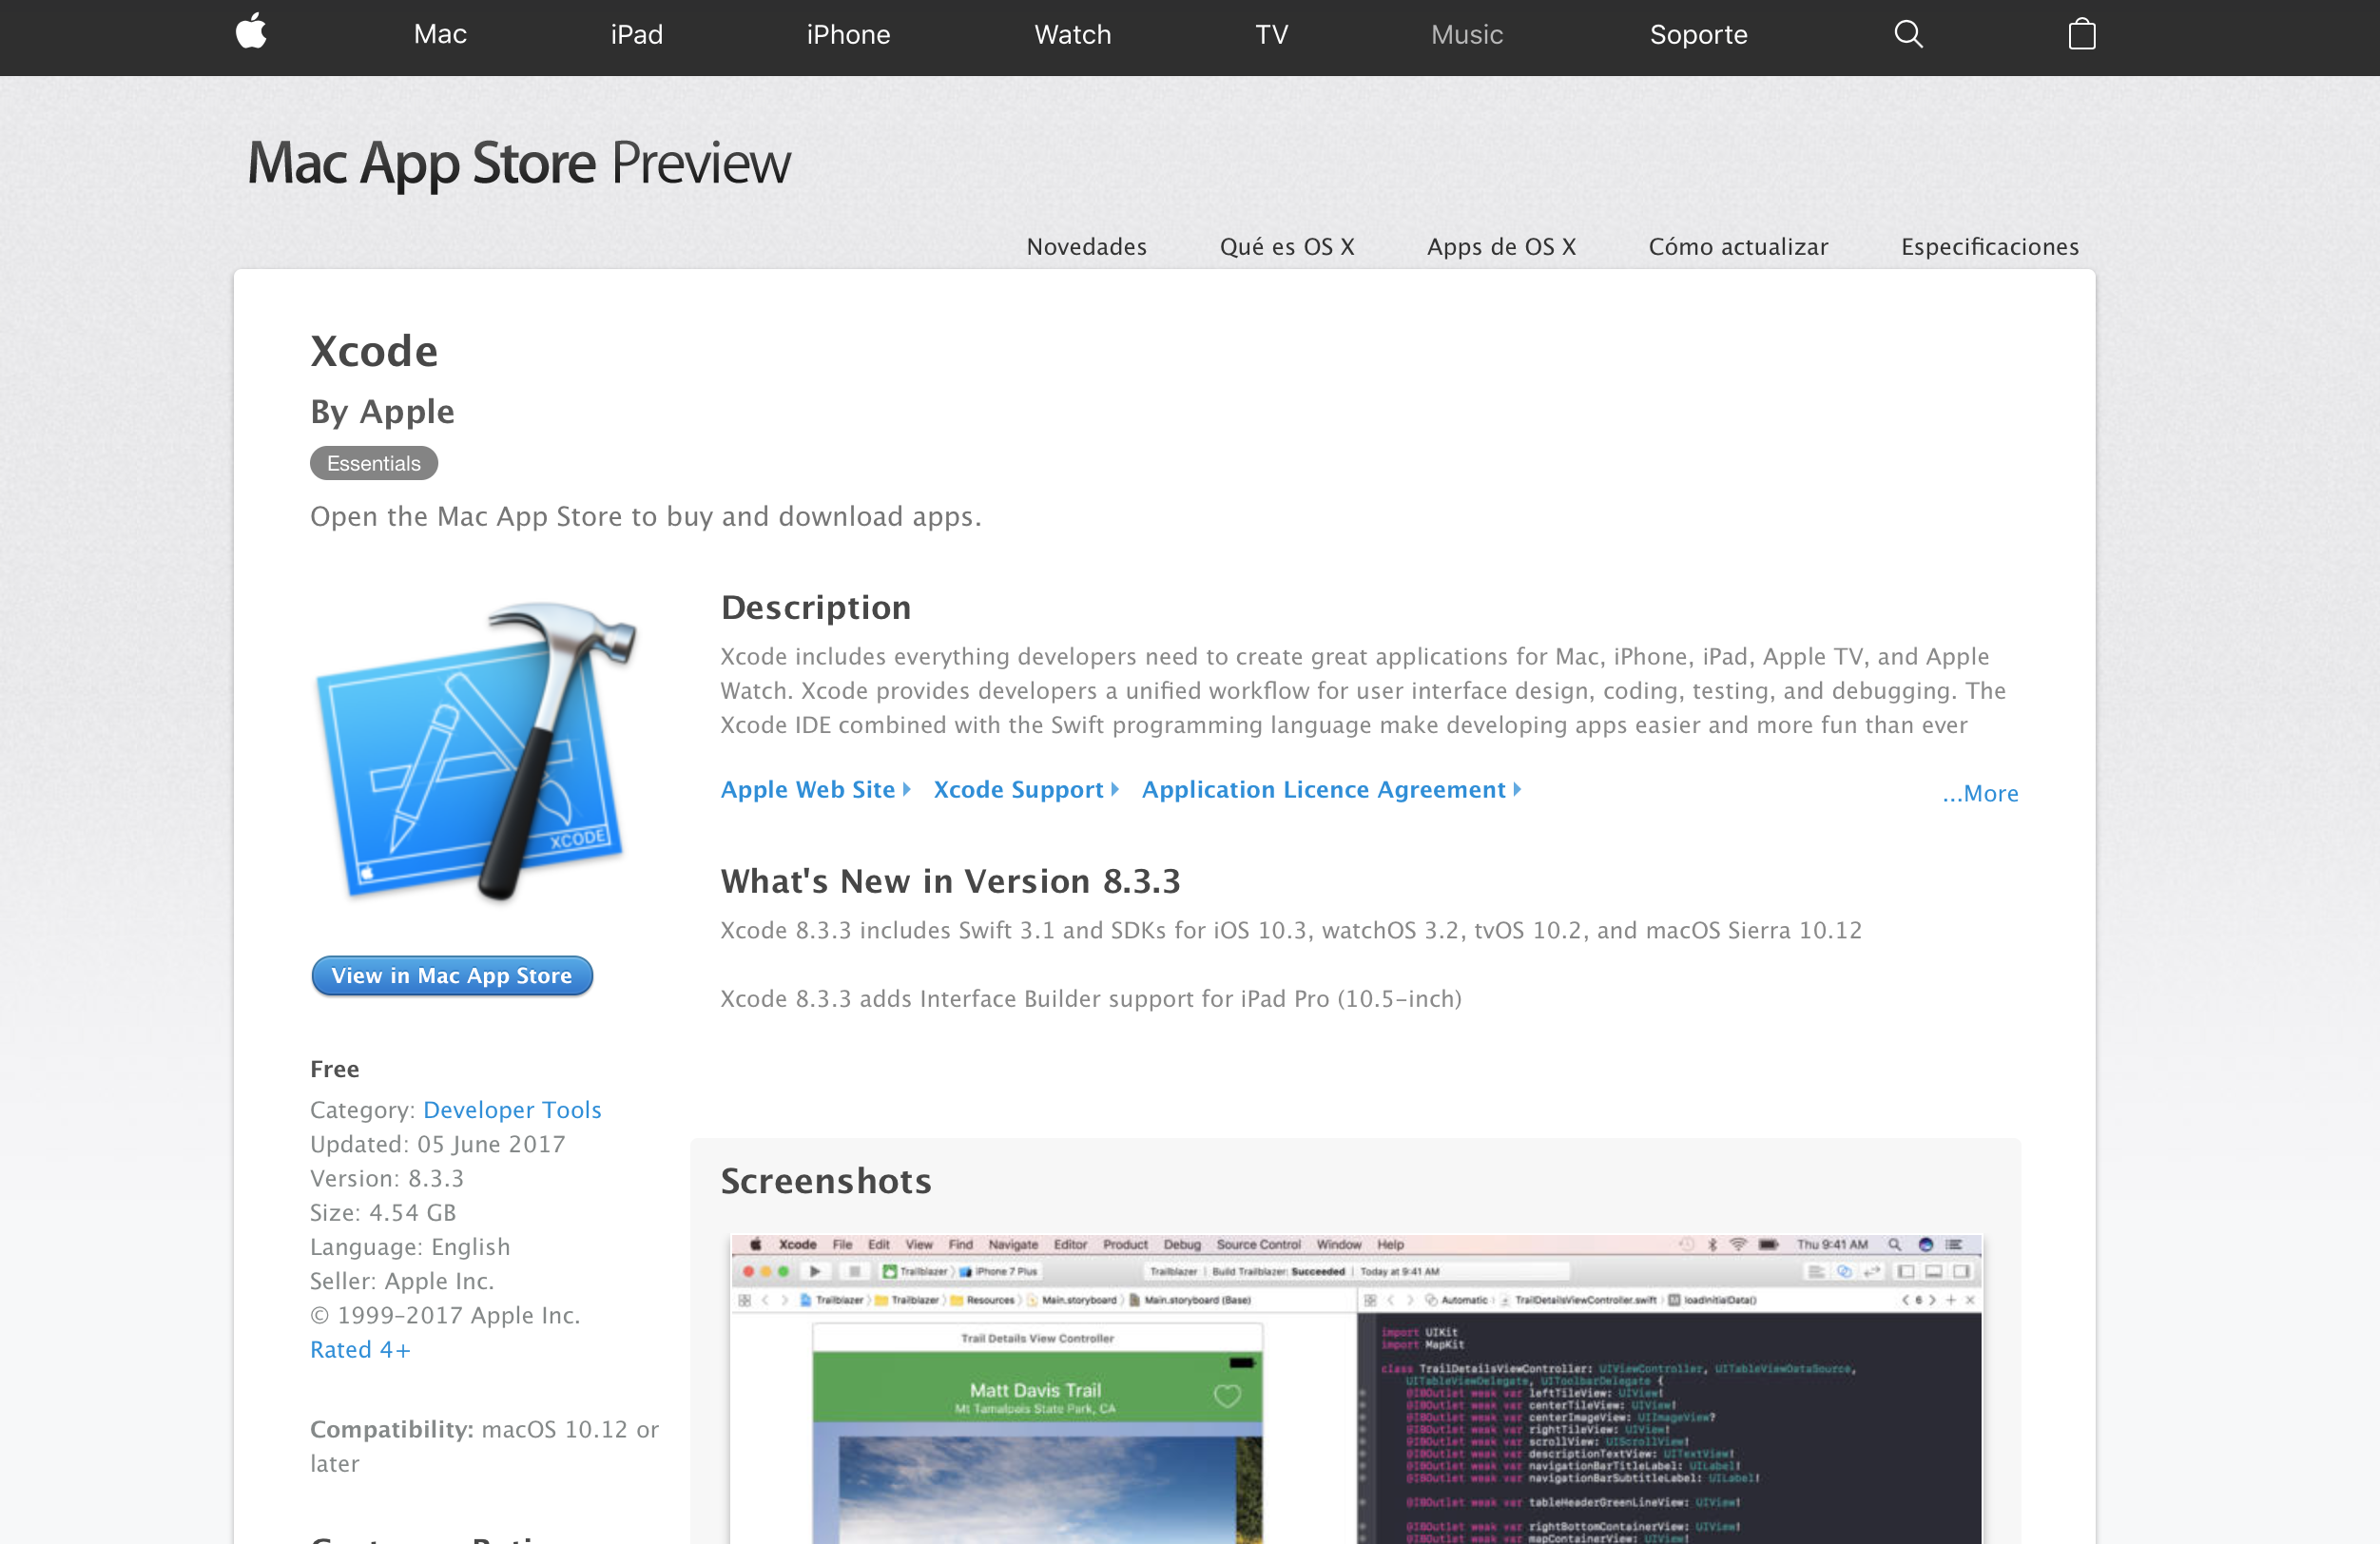 Mac iPad iPhone Watch TV Music Soporte
Mac App Store Preview
Novedades Qué es OS X Apps de OS X Cómo actualizar Especificaciones
Xcode
By Apple
Essentials
Open the Mac App Store to buy and download apps.
XCODE
View in Mac App Store
Free
Category: Developer Tools
Updated: 05 June 2017
Version: 8.3.3
Size: 4.54 GB
Language: English
Seller: Apple Inc.
© 1999-2017 Apple Inc.
Rated 4+
Compatibility: macOS 10.12 or
later
Description
Xcode includes everything developers need to create great applications for Mac, iPhone, iPad, Apple TV, and Apple
Watch. Xcode provides developers a unified workflow for user interface design, coding, testing, and debugging. The
Xcode IDE combined with the Swift programming language make developing apps easier and more fun than ever
Apple Web Site Xcode Support Application Licence Agreement ...More
What's New in Version 8.3.3
Xcode 8.3.3 includes Swift 3.1 and SDKs for iOS 10.3, watchOS 3.2, tvOS 10.2, and macOS Sierra 10.12
Xcode 8.3.3 adds Interface Builder support for iPad Pro (10.5-inch)
Screenshots
Xcode File Edit View Find Navigate Editor Product Debug Source Control Window Help Thu 9:41 AM
Trailblazer iPhone 7 Plus Trailblazer | Build Trailblazer: Succeeded | Today at 9:41 AM
Trailblazer Trailblazer Resources Main.storyboard Main.storyboard (Base) Automatic TrailDetailsViewController.swift loadInitialData() 6
Trail Details View Controller
Matt Davis Trail
Mt Tamalpais State Park, CA
import UIKit
import MapKit
class TrailDetailsViewController: UIViewController, UITableViewDataSource,
UITableViewDelegate, UIToolbarDelegate {
@IBOutlet weak var leftTileView: UIView!
@IBOutlet weak var centerTileView: UIView!
@IBOutlet weak var centerImageView: UIImageView?
@IBOutlet weak var rightTileView: UIView!
@IBOutlet weak var scrollView: UIScrollView!
@IBOutlet weak var descriptionTextView: UITextView!
@IBOutlet weak var navigationBarTitleLabel: UILabel!
@IBOutlet weak var navigationBarSubtitleLabel: UILabel!
@IBOutlet weak var tableHeaderGreenLineView: UIView!
@IBOutlet weak var rightBottomContainerView: UIView!
@IBOutlet weak var mapContainerView: UIView!